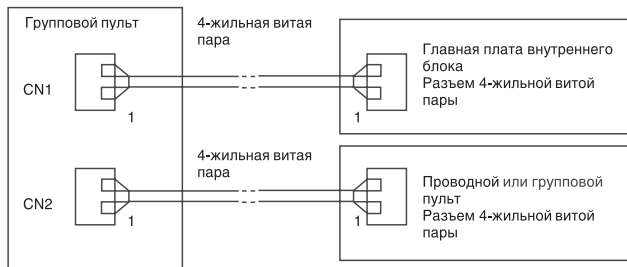 Групповой пульт
4-жильная витая
пара
Главная плата внутреннего
блока
Разъем 4-жильной витой
пары
CN1
1
1
4-жильная витая
пара
Проводной или групповой
пульт
Разъем 4-жильной витой
пары
CN2
1
1